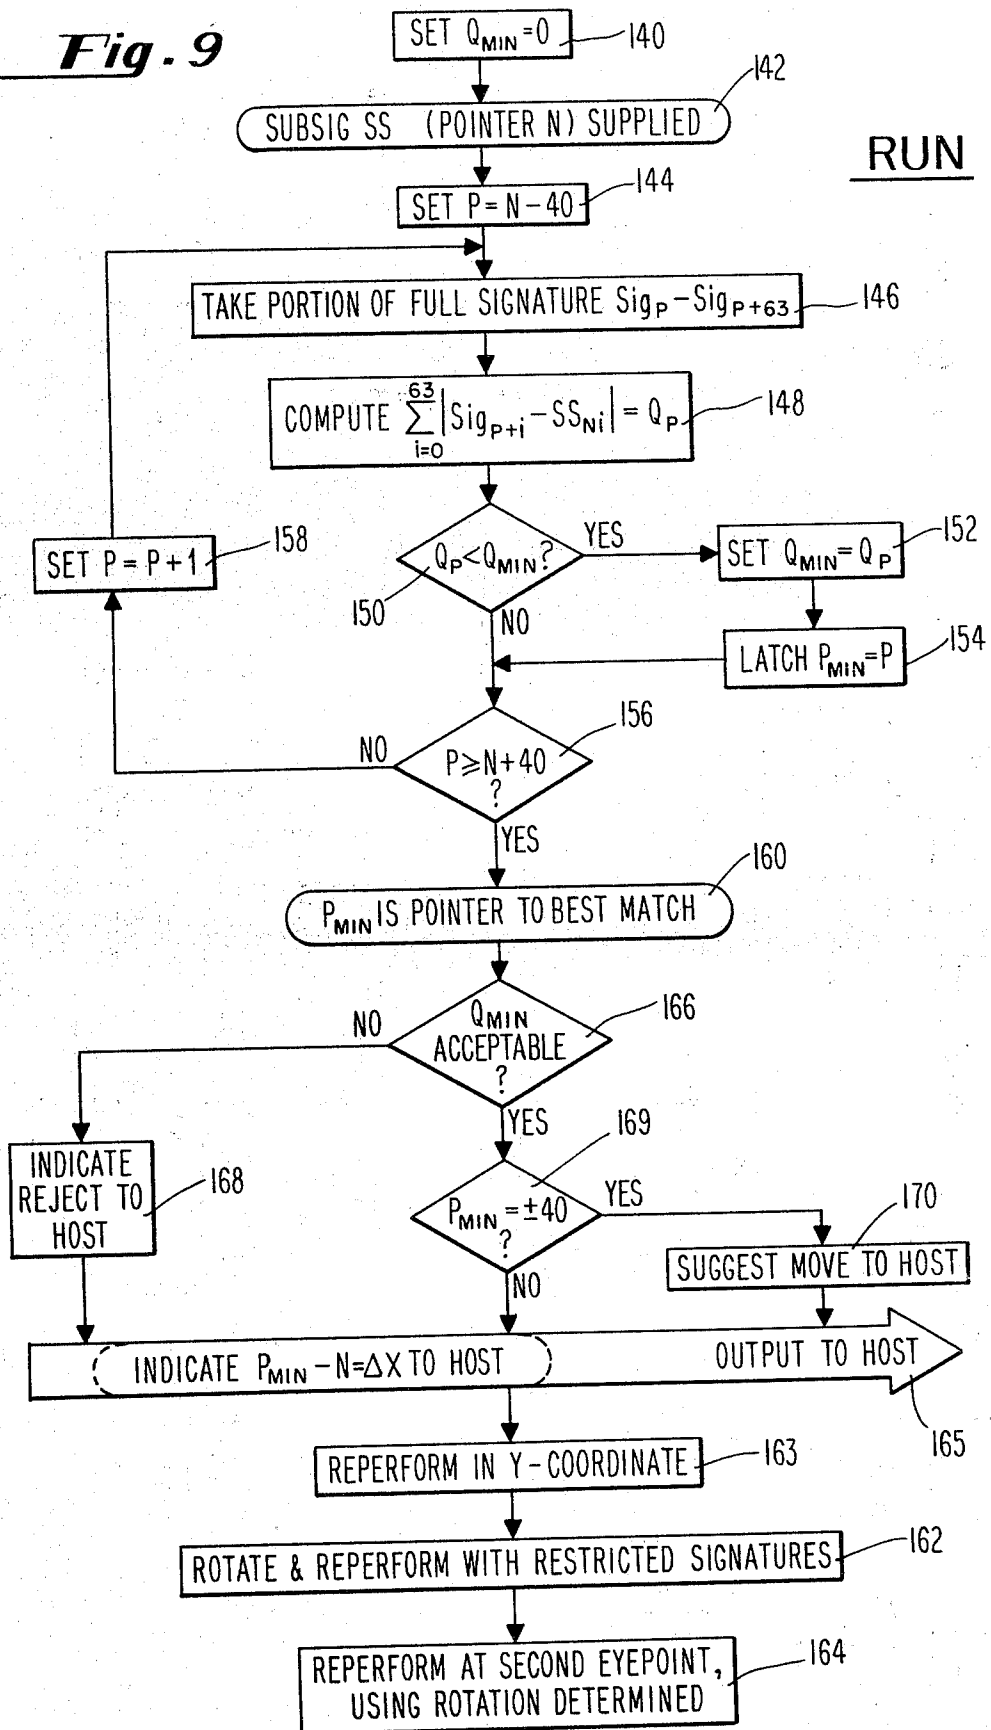 Fig. 9
SET Q_MIN = 0
140
142
SUBSIG SS (POINTER N) SUPPLIED
RUN
144
SET P = N - 40
TAKE PORTION OF FULL SIGNATURE Sig_P - Sig_P+63
146
COMPUTE 63 Σ i=0 |Sig_P+i - SS_Ni| = Q_P
148
158
SET P = P + 1
Q_P < Q_MIN?
YES
152
SET Q_MIN = Q_P
150
NO
LATCH P_MIN = P
154
156
NO
P ≥ N + 40
?
YES
160
P_MIN IS POINTER TO BEST MATCH
NO
Q_MIN
ACCEPTABLE
?
166
YES
169
INDICATE
REJECT TO
HOST
168
P_MIN = ±40
?
YES
170
SUGGEST MOVE TO HOST
NO
INDICATE P_MIN - N = ΔX TO HOST
OUTPUT TO HOST
165
REPERFORM IN Y-COORDINATE
163
ROTATE & REPERFORM WITH RESTRICTED SIGNATURES
162
REPERFORM AT SECOND EYEPOINT,
USING ROTATION DETERMINED
164